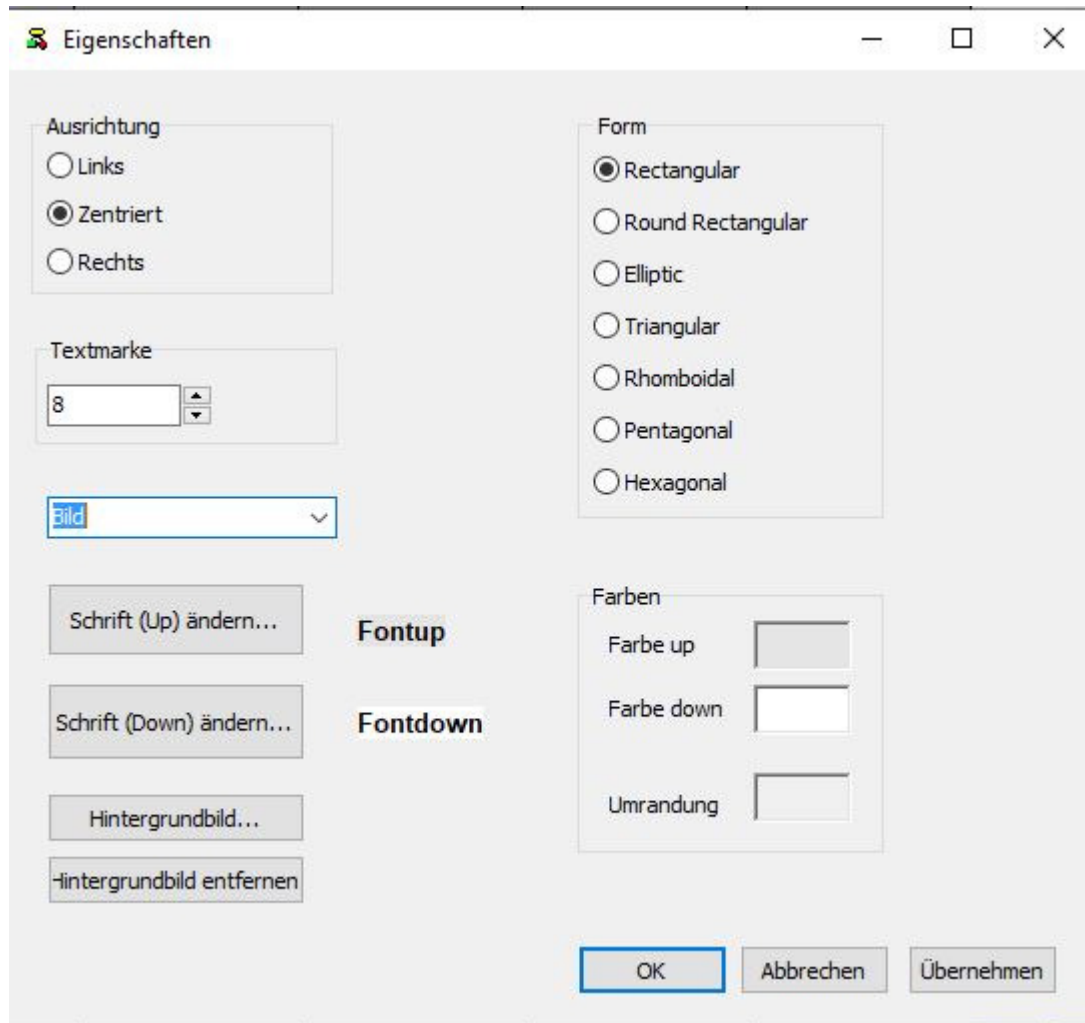 Eigenschaften
Ausrichtung
Links
Zentriert
Rechts
Textmarke
8
Bild
Schrift (Up) ändern...
Fontup
Schrift (Down) ändern...
Fontdown
Hintergrundbild...
Hintergrundbild entfernen
Form
Rectangular
Round Rectangular
Elliptic
Triangular
Rhomboidal
Pentagonal
Hexagonal
Farben
Farbe up
Farbe down
Umrandung
OK
Abbrechen
Übernehmen